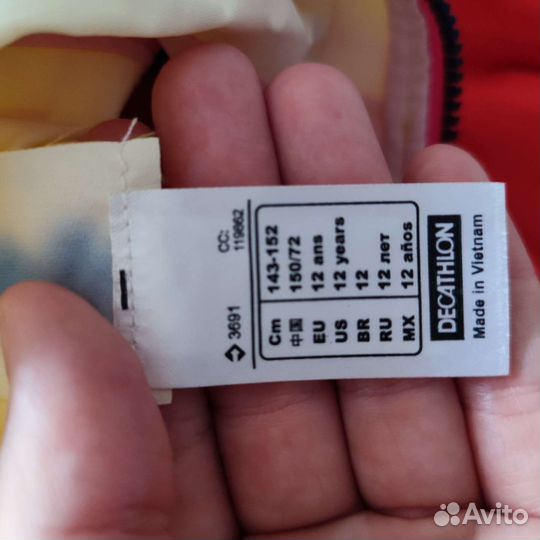 3691
CC:
119862
Cm 143-152
中国 150/72
EU 12 ans
US 12 years
BR 12
RU 12 лет
MX 12 años
DECATHLON
Made in Vietnam
Avito